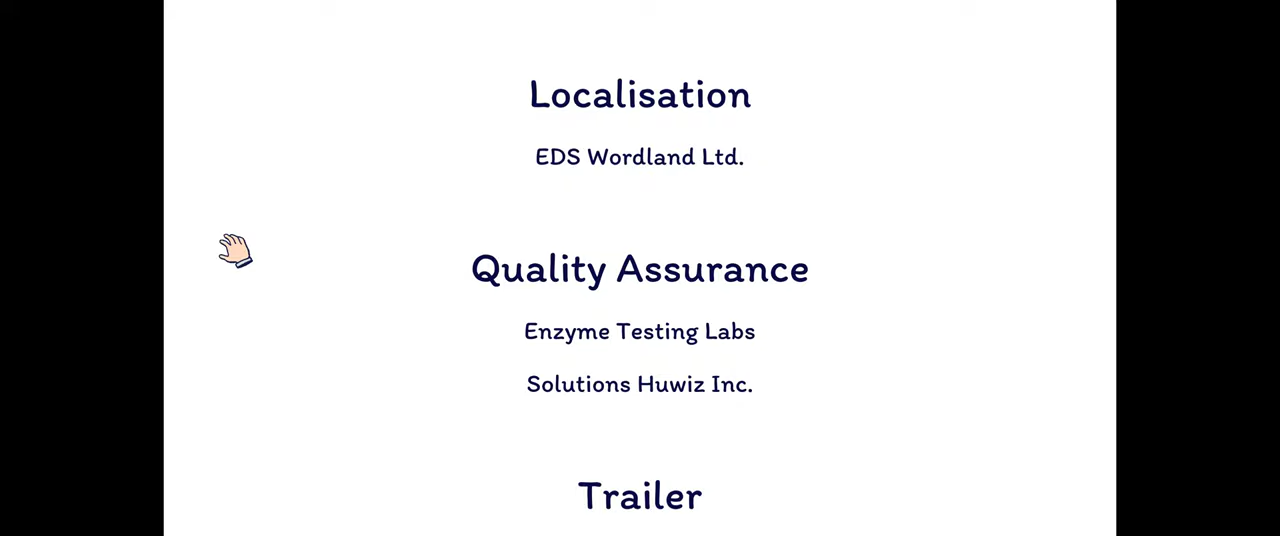 Localisation
EDS Wordland Ltd.
Quality Assurance
Enzyme Testing Labs
Solutions Huwiz Inc.
Trailer